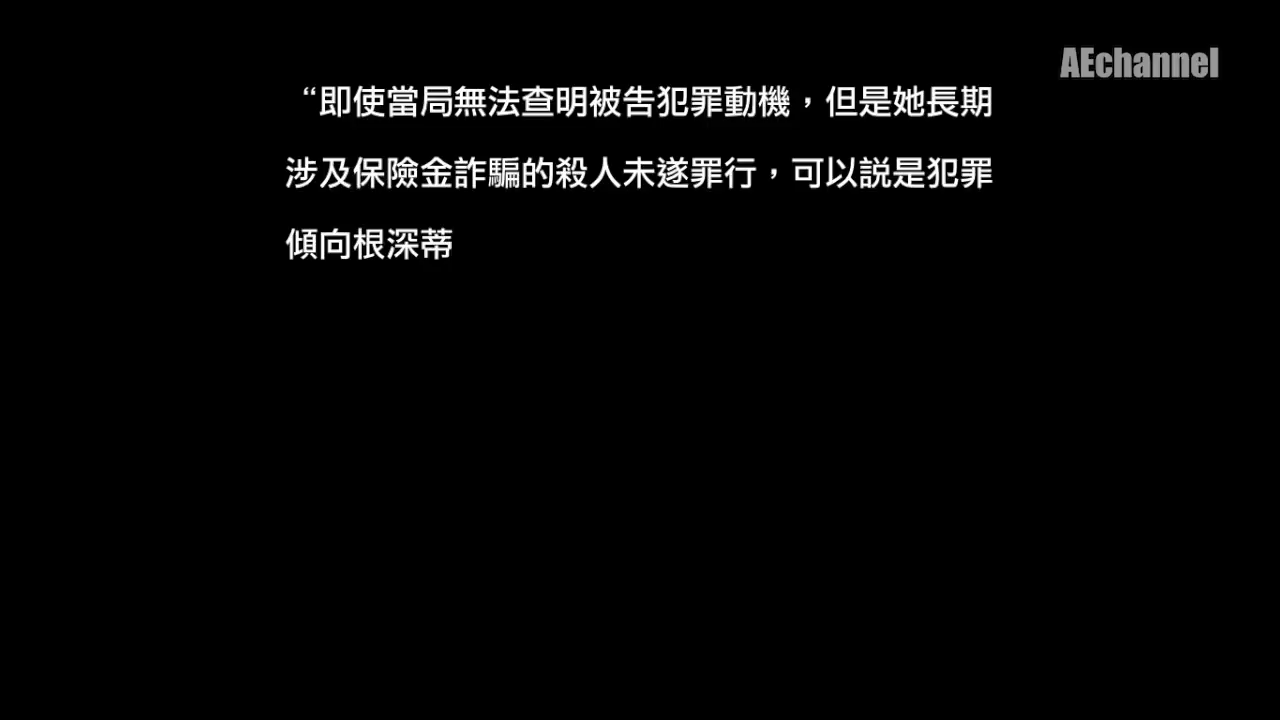 AEchannel
“即使當局無法查明被告犯罪動機，但是她長期
涉及保險金詐騙的殺人未遂罪行，可以説是犯罪
傾向根深蒂